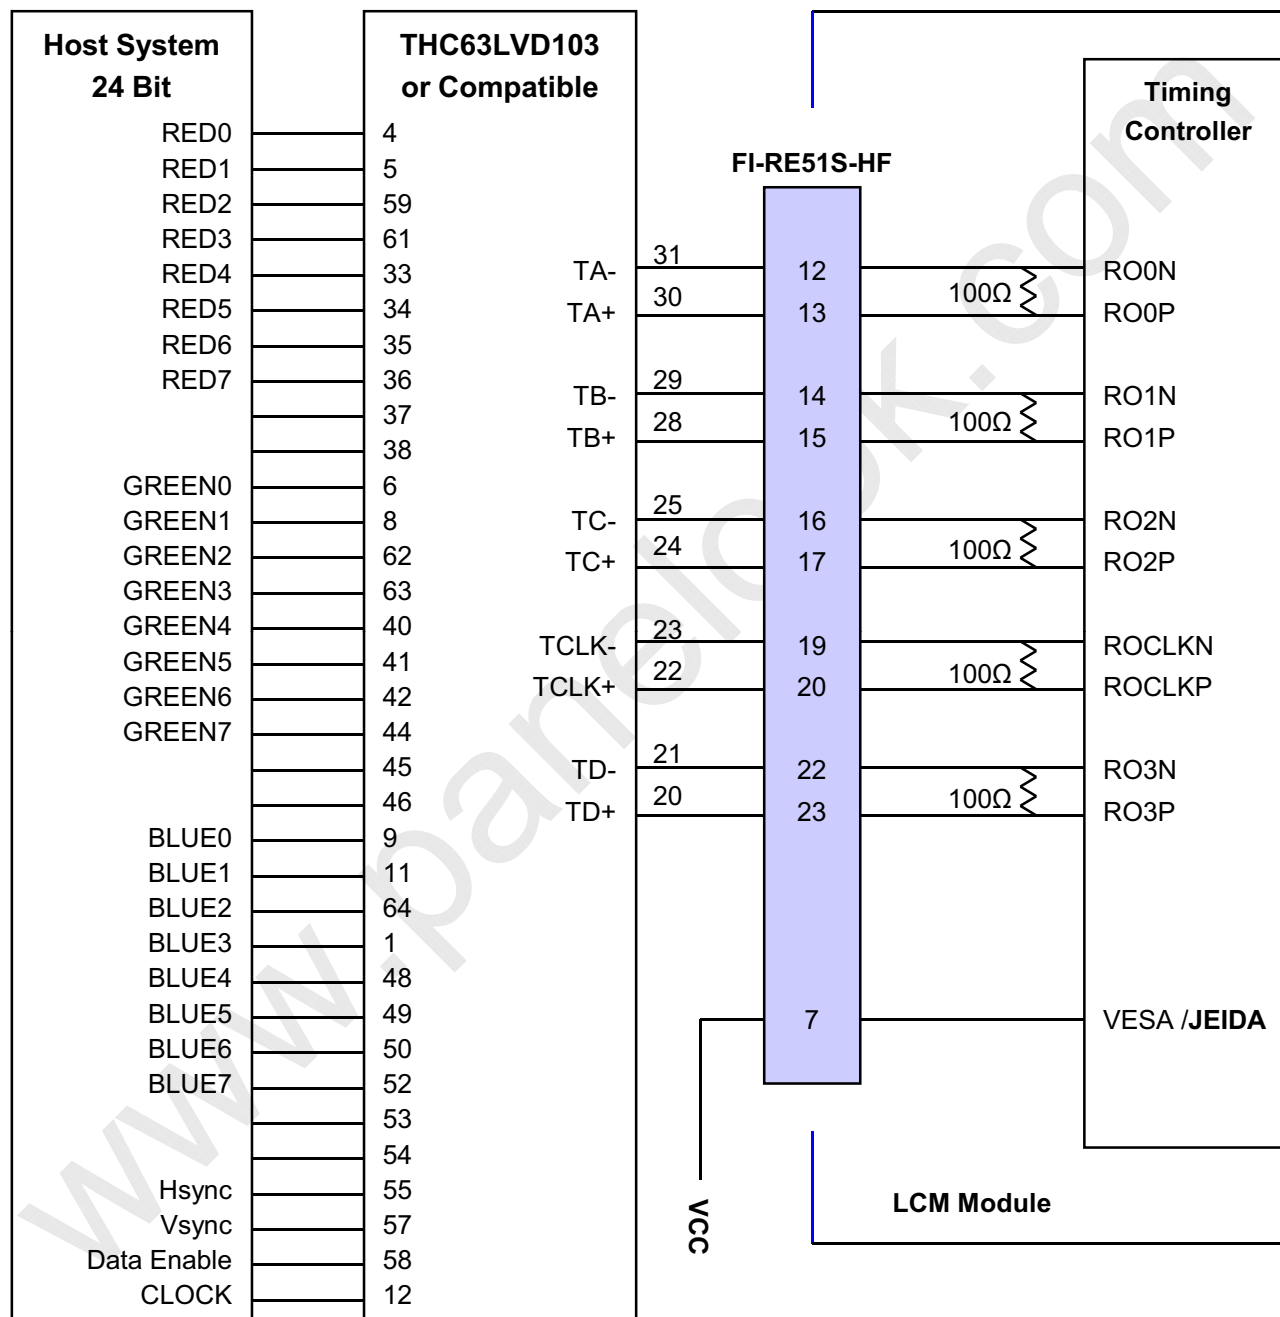 Host System
24 Bit
RED0
RED1
RED2
RED3
RED4
RED5
RED6
RED7
GREEN0
GREEN1
GREEN2
GREEN3
GREEN4
GREEN5
GREEN6
GREEN7
BLUE0
BLUE1
BLUE2
BLUE3
BLUE4
BLUE5
BLUE6
BLUE7
Hsync
Vsync
Data Enable
CLOCK
THC63LVD103
or Compatible
4
5
59
61
33
34
35
36
37
38
6
8
62
63
40
41
42
44
45
46
9
11
64
1
48
49
50
52
53
54
55
57
58
12
TA-
TA+
TB-
TB+
TC-
TC+
TCLK-
TCLK+
TD-
TD+
31
30
29
28
25
24
23
22
21
20
FI-RE51S-HF
12
13
14
15
16
17
19
20
22
23
7
VCC
100Ω
100Ω
100Ω
100Ω
100Ω
Timing
Controller
RO0N
RO0P
RO1N
RO1P
RO2N
RO2P
ROCLKN
ROCLKP
RO3N
RO3P
VESA /JEIDA
LCM Module
www.panelook.com